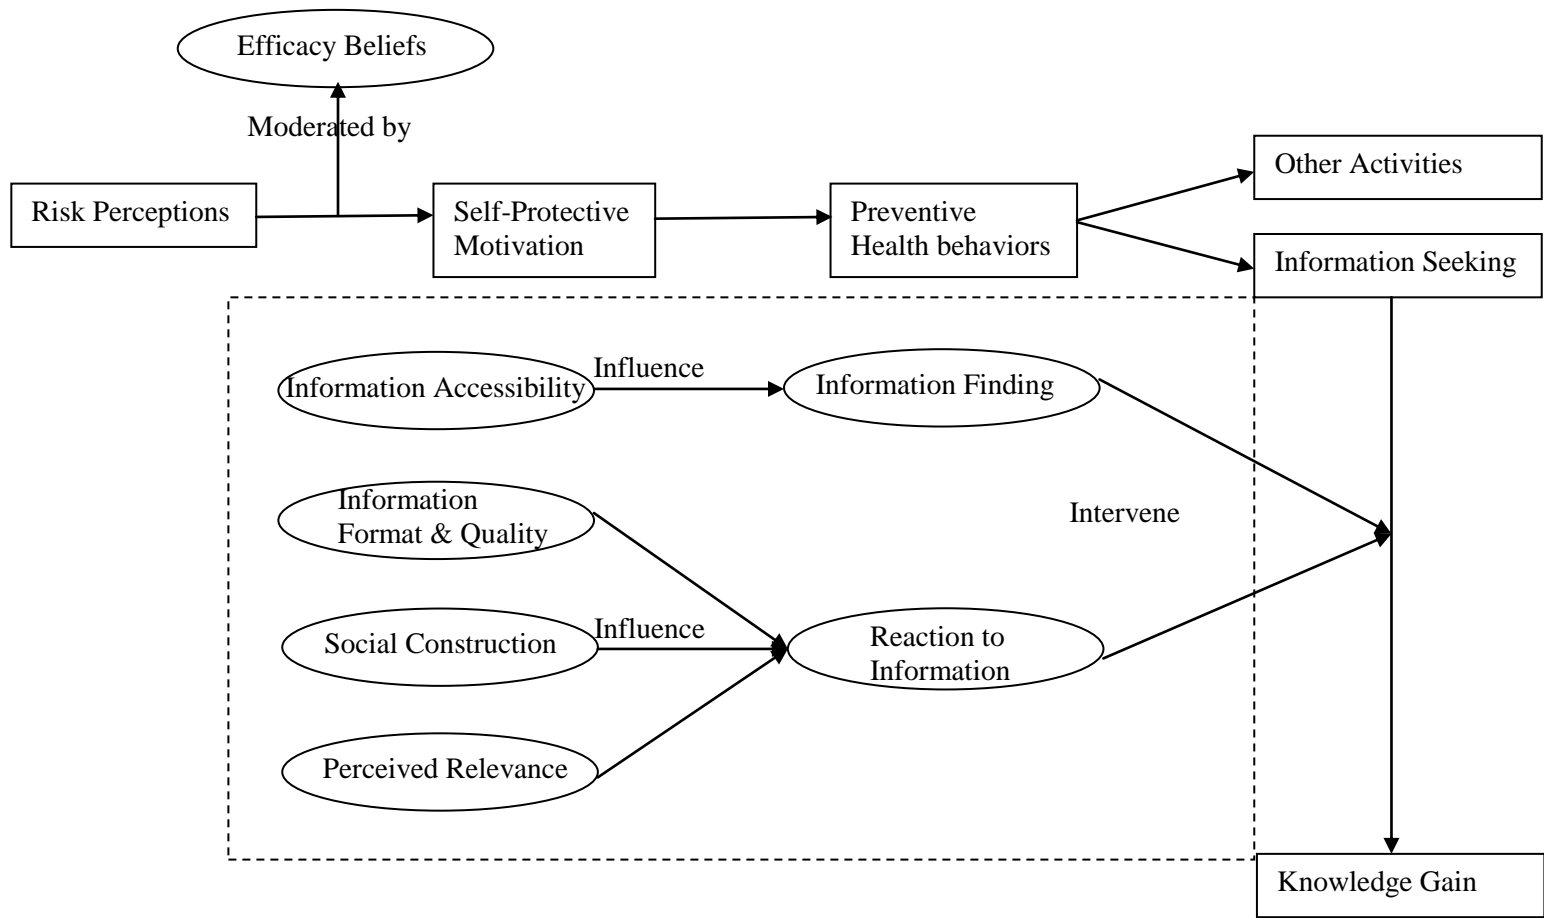 Efficacy Beliefs
Moderated by
Risk Perceptions
Self-Protective
Motivation
Preventive
Health behaviors
Other Activities
Information Seeking
Information Accessibility
Influence
Information Finding
Information
Format & Quality
Intervene
Social Construction
Influence
Reaction to
Information
Perceived Relevance
Knowledge Gain